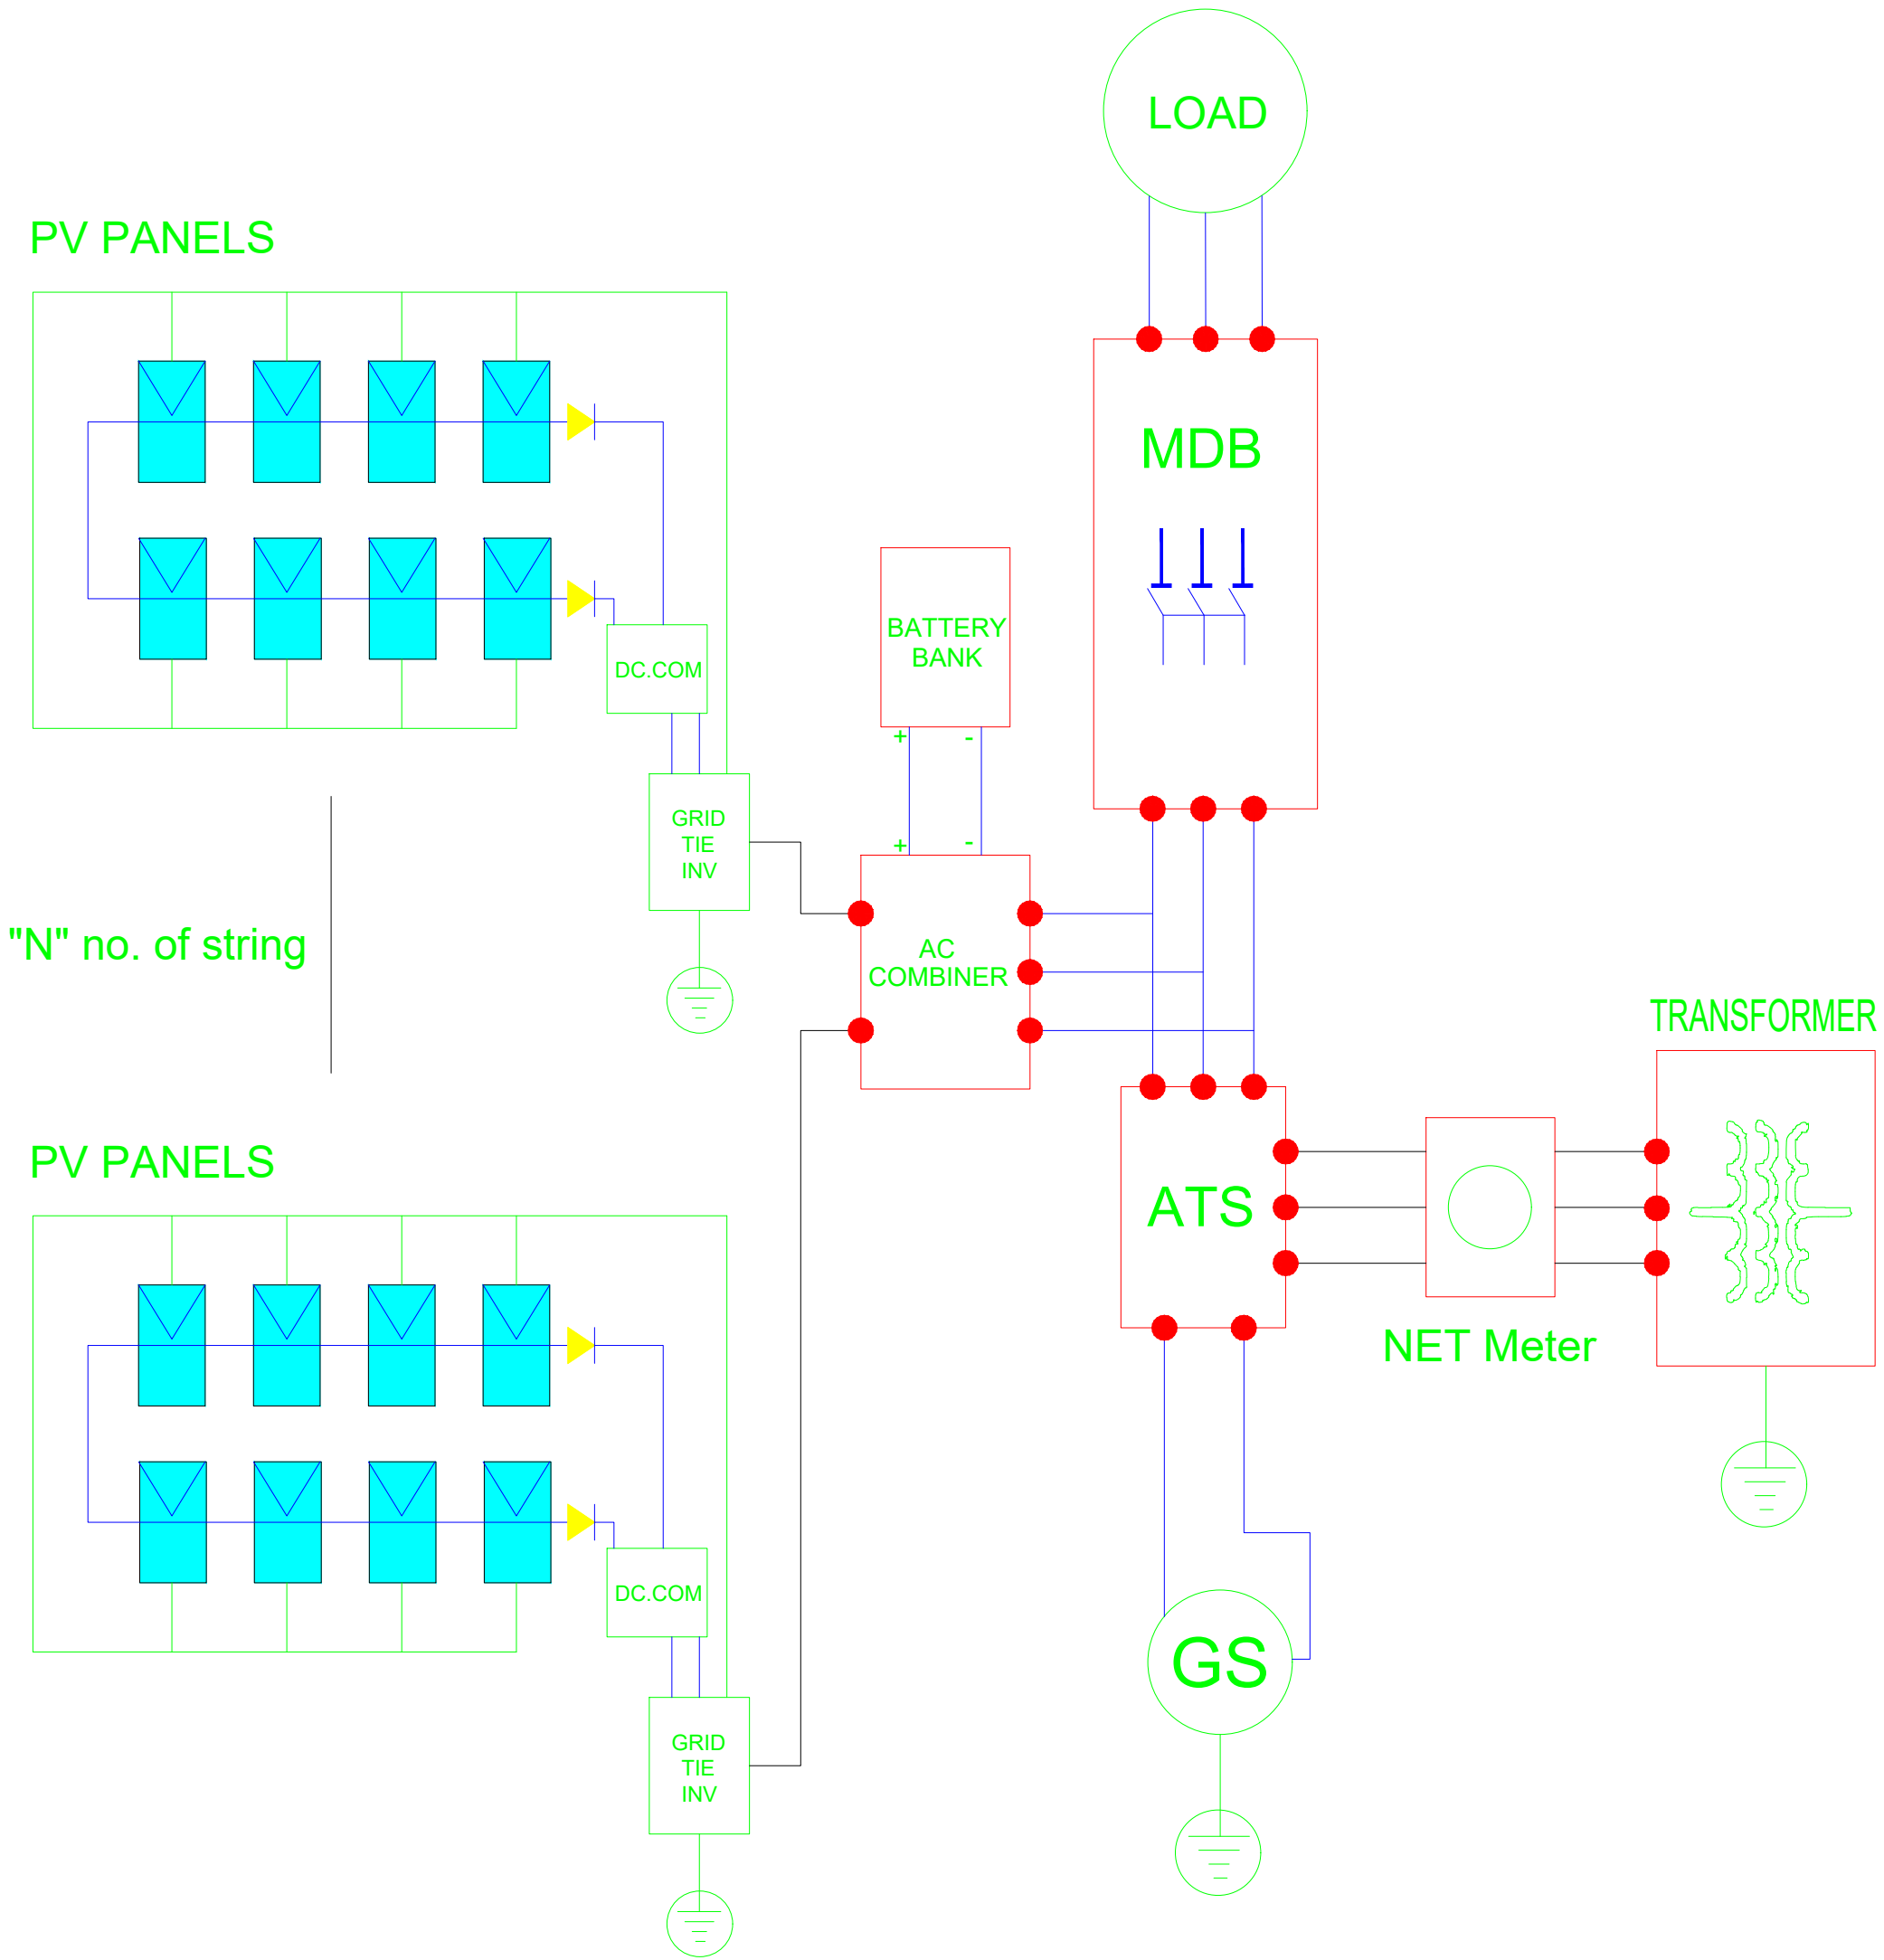 LOAD
PV PANELS
MDB
BATTERY
BANK
DC.COM
+ -
GRID
TIE
INV
+ -
"N" no. of string
AC
COMBINER
TRANSFORMER
PV PANELS
ATS
NET Meter
DC.COM
GS
GRID
TIE
INV